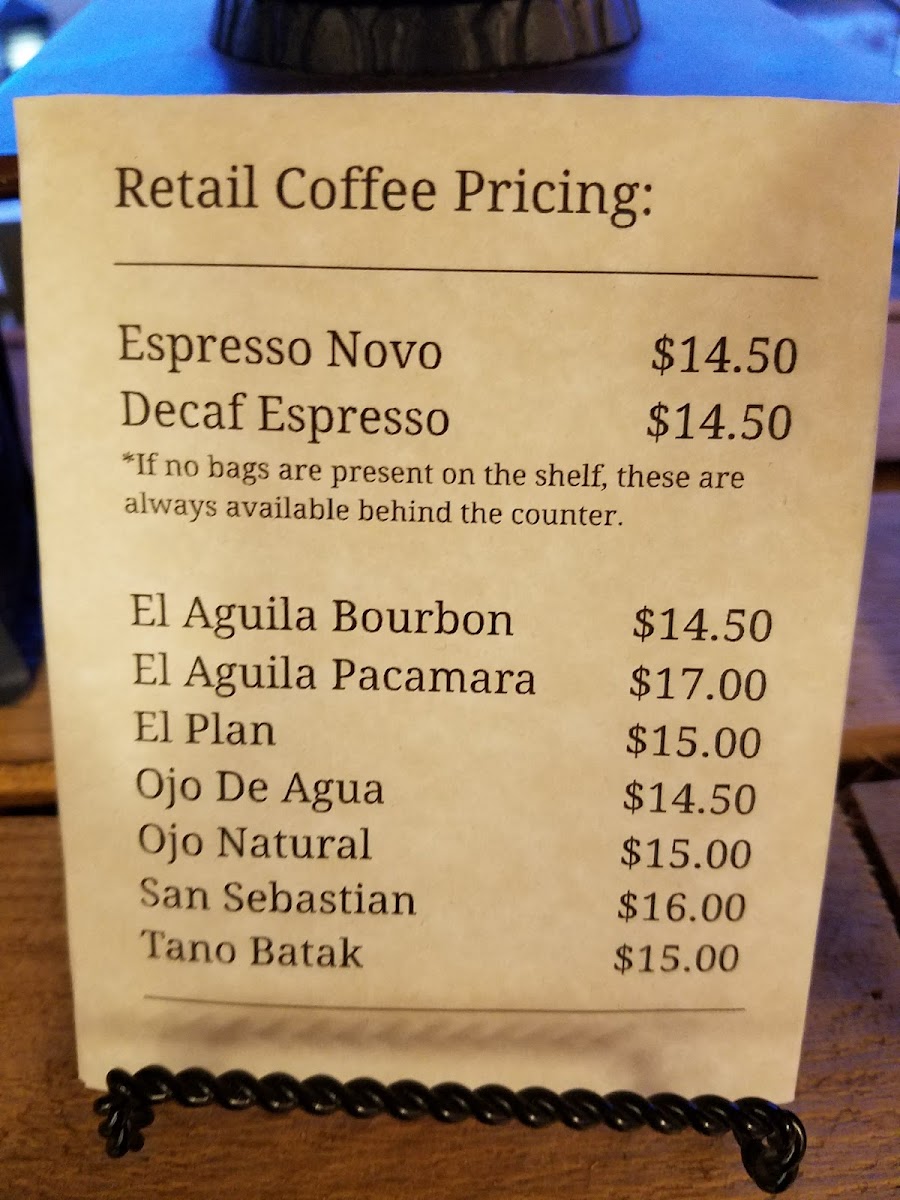 Retail Coffee Pricing:
Espresso Novo $14.50
Decaf Espresso $14.50
*If no bags are present on the shelf, these are
always available behind the counter.
El Aguila Bourbon $14.50
El Aguila Pacamara $17.00
El Plan $15.00
Ojo De Agua $14.50
Ojo Natural $15.00
San Sebastian $16.00
Tano Batak $15.00